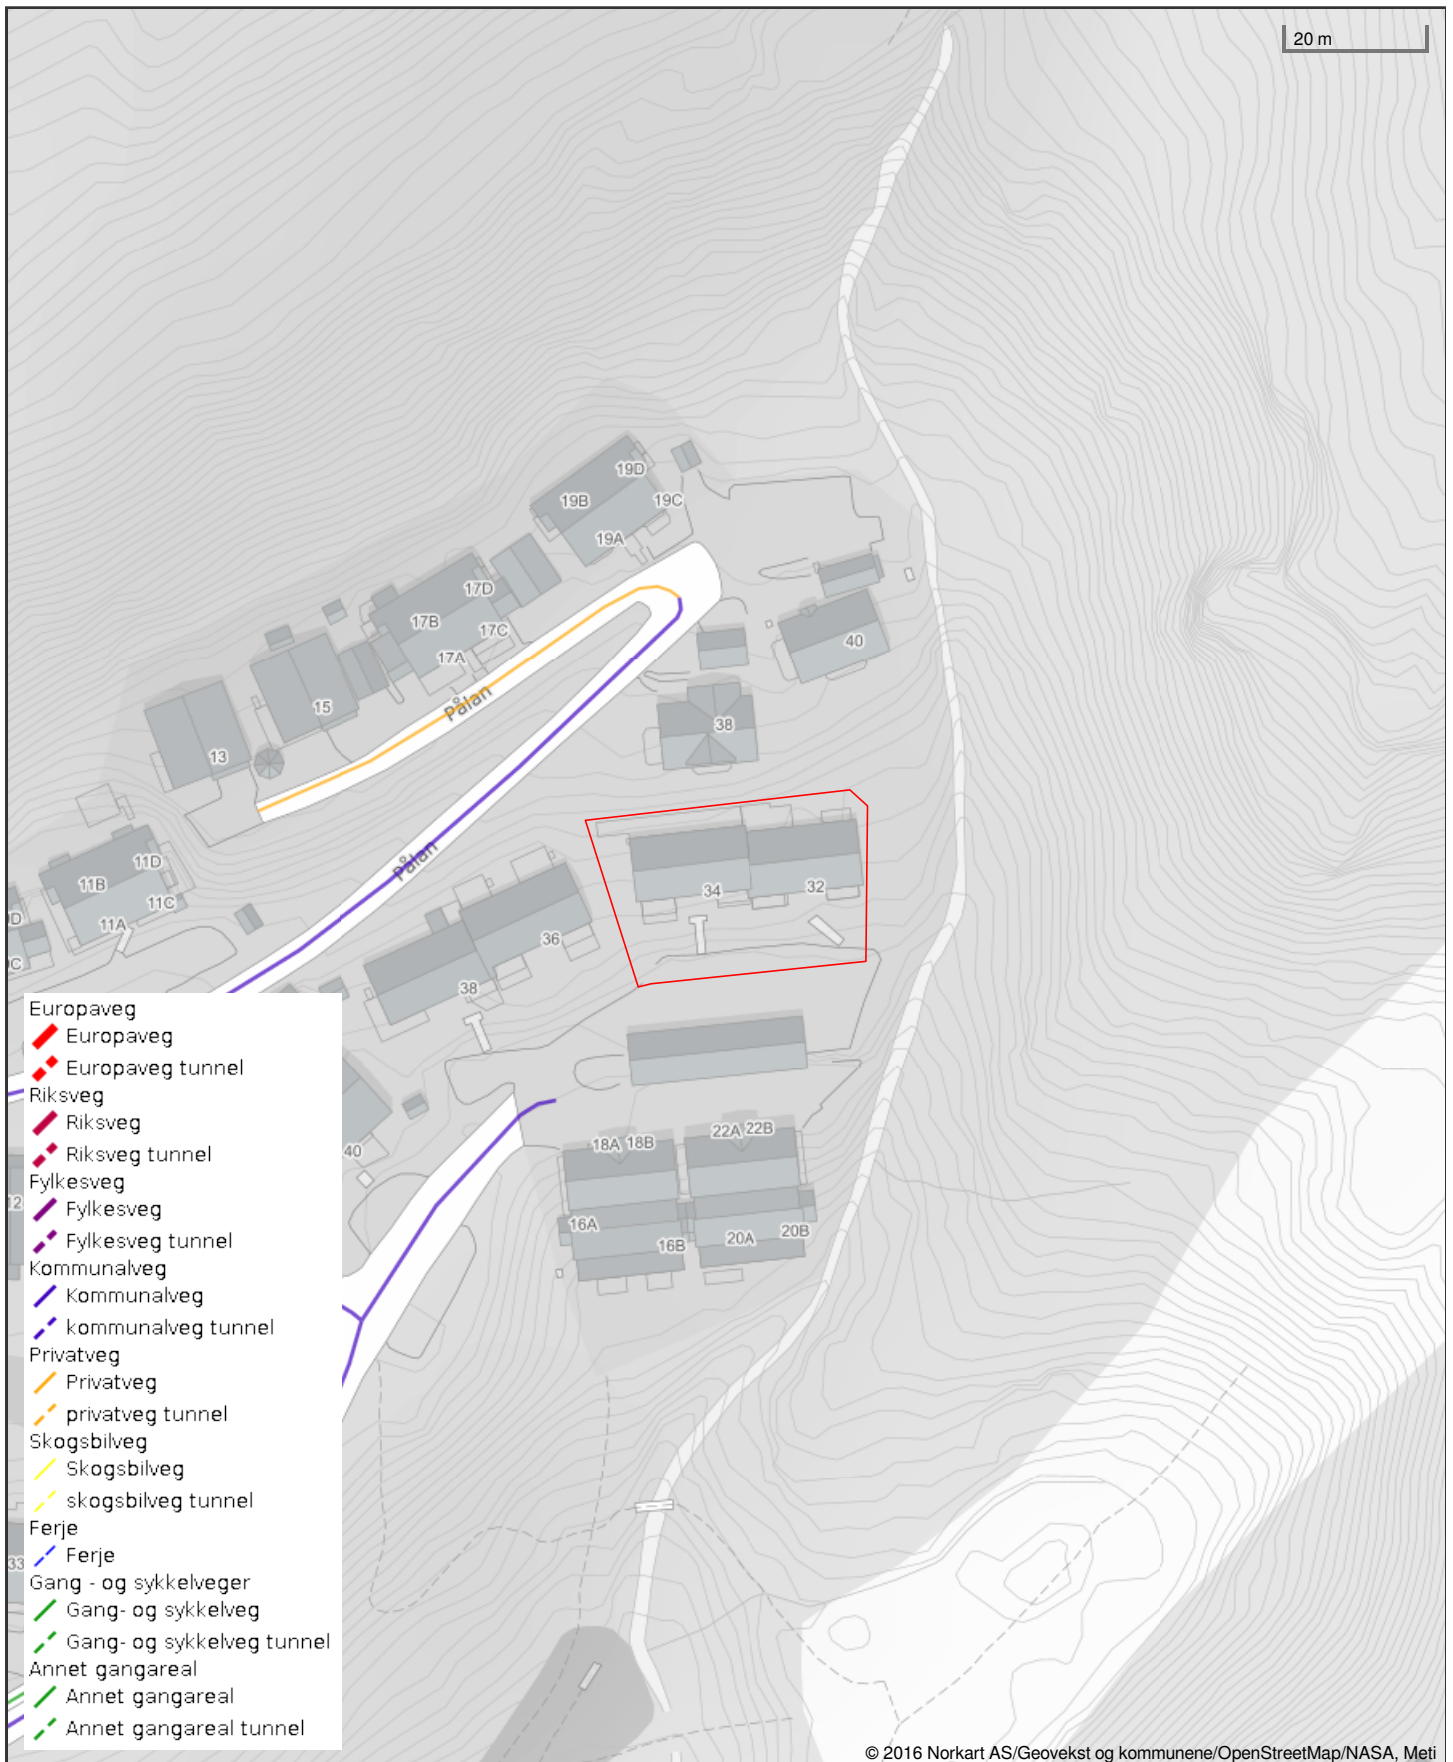 20 m
19D
19B
19C
19A
17D
17B
17C
17A
40
Pålan
15
38
13
Pålan
11D
11B
11C
11A
34
32
D
C
36
38
40
18A 18B
22A 22B
16A
16B
20A
20B
12
33
Europaveg
Europaveg
Europaveg tunnel
Riksveg
Riksveg
Riksveg tunnel
Fylkesveg
Fylkesveg
Fylkesveg tunnel
Kommunalveg
Kommunalveg
kommunalveg tunnel
Privatveg
Privatveg
privatveg tunnel
Skogsbilveg
Skogsbilveg
skogsbilveg tunnel
Ferje
Ferje
Gang - og sykkelveger
Gang- og sykkelveg
Gang- og sykkelveg tunnel
Annet gangareal
Annet gangareal
Annet gangareal tunnel
© 2016 Norkart AS/Geovekst og kommunene/OpenStreetMap/NASA, Meti